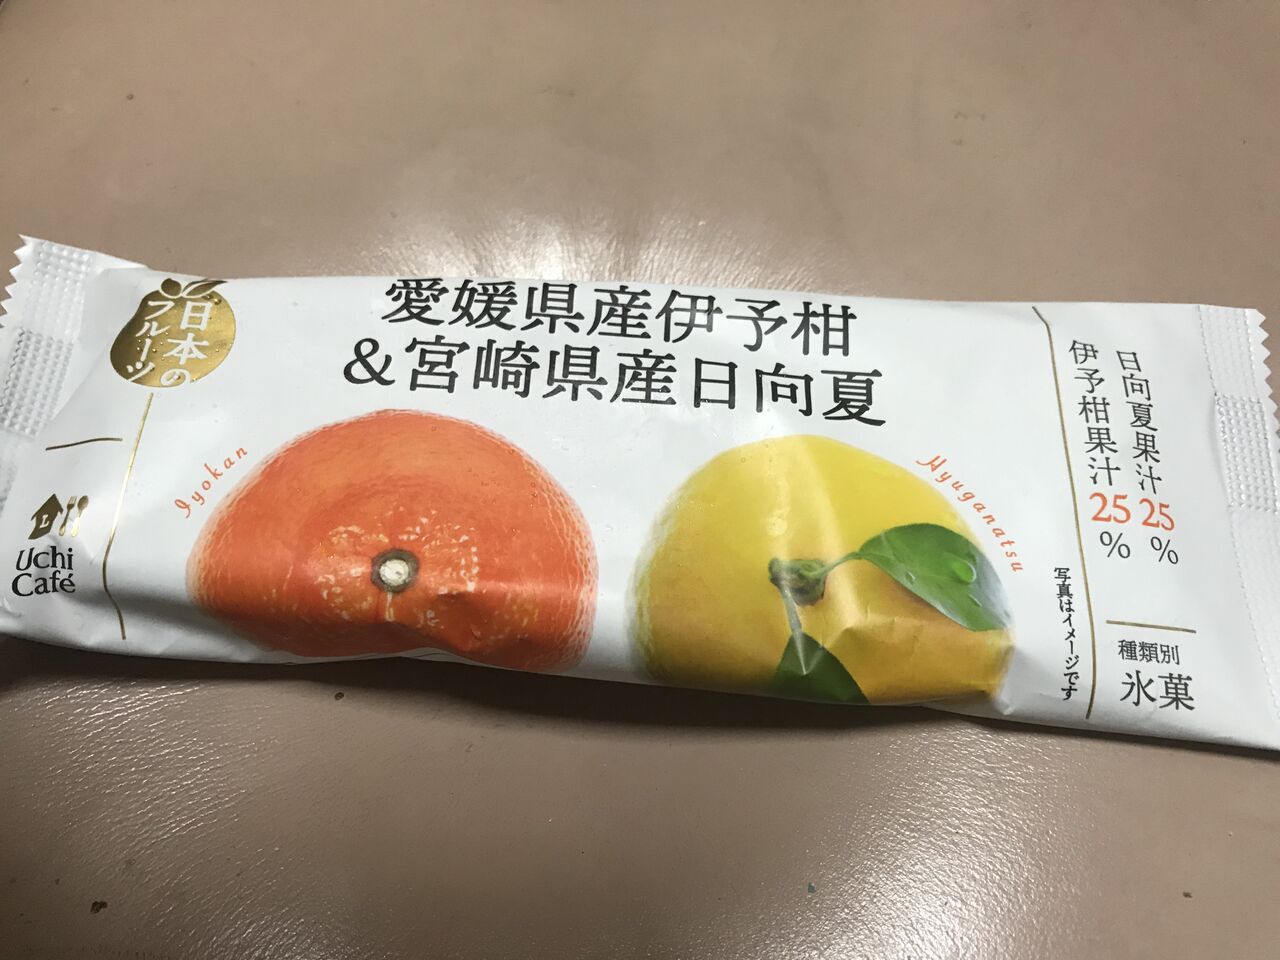 日本の
フルーツ
愛媛県産伊予柑
&宮崎県産日向夏
Iyokan
Hyuganatsu
日向夏果汁25%
伊予柑果汁25%
写真はイメージです
種類別
氷菓
L
Uchi
Café